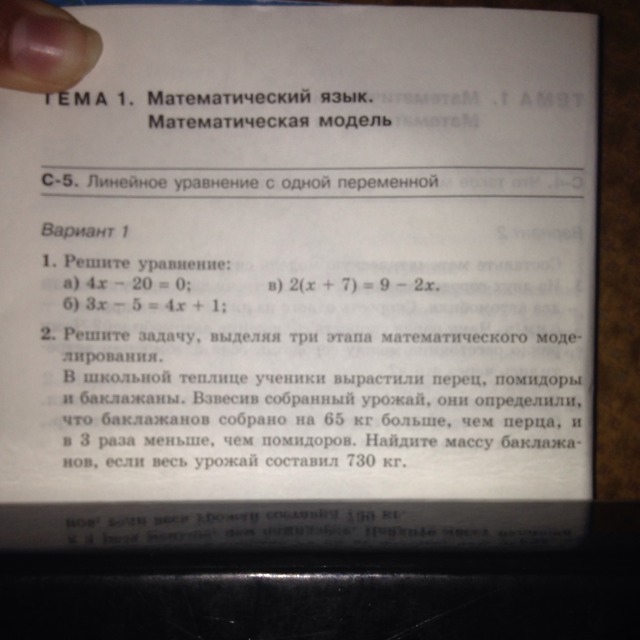 ТЕМА 1. Математический язык.
Математическая модель
С-5. Линейное уравнение с одной переменной
Вариант 1
1. Решите уравнение:
а) 4x − 20 = 0; в) 2(x + 7) = 9 − 2x.
б) 3x − 5 = 4x + 1;
2. Решите задачу, выделяя три этапа математического моде-
лирования.
В школьной теплице ученики вырастили перец, помидоры
и баклажаны. Взвесив собранный урожай, они определили,
что баклажанов собрано на 65 кг больше, чем перца, и
в 3 раза меньше, чем помидоров. Найдите массу баклажа-
нов, если весь урожай составил 730 кг.